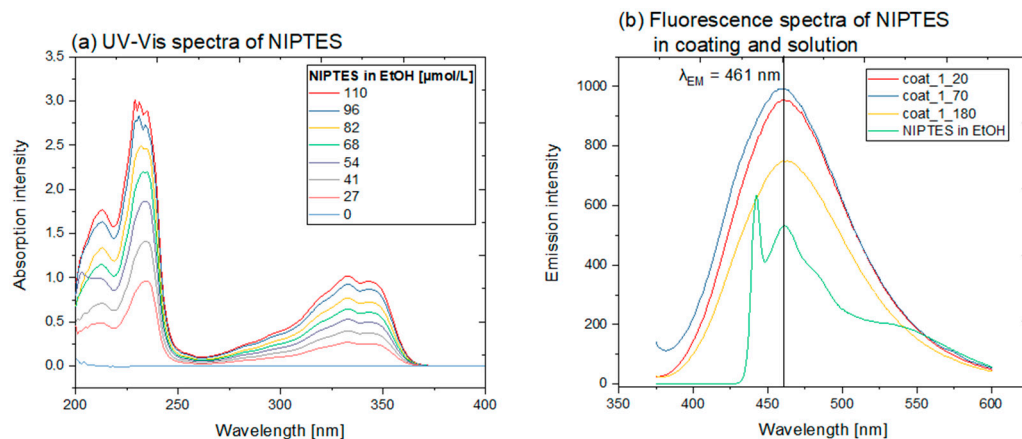 (a) UV-Vis spectra of NIPTES
NIPTES in EtOH [µmol/L]
110
96
82
68
54
41
27
0
3.5
3.0
2.5
2.0
1.5
1.0
0.5
0.0
Absorption intensity
200
250
300
350
400
Wavelength [nm]
(b) Fluorescence spectra of NIPTES
in coating and solution
λEM = 461 nm
coat_1_20
coat_1_70
coat_1_180
NIPTES in EtOH
1000
800
600
400
200
0
Emission intensity
350
400
450
500
550
600
Wavelength [nm]